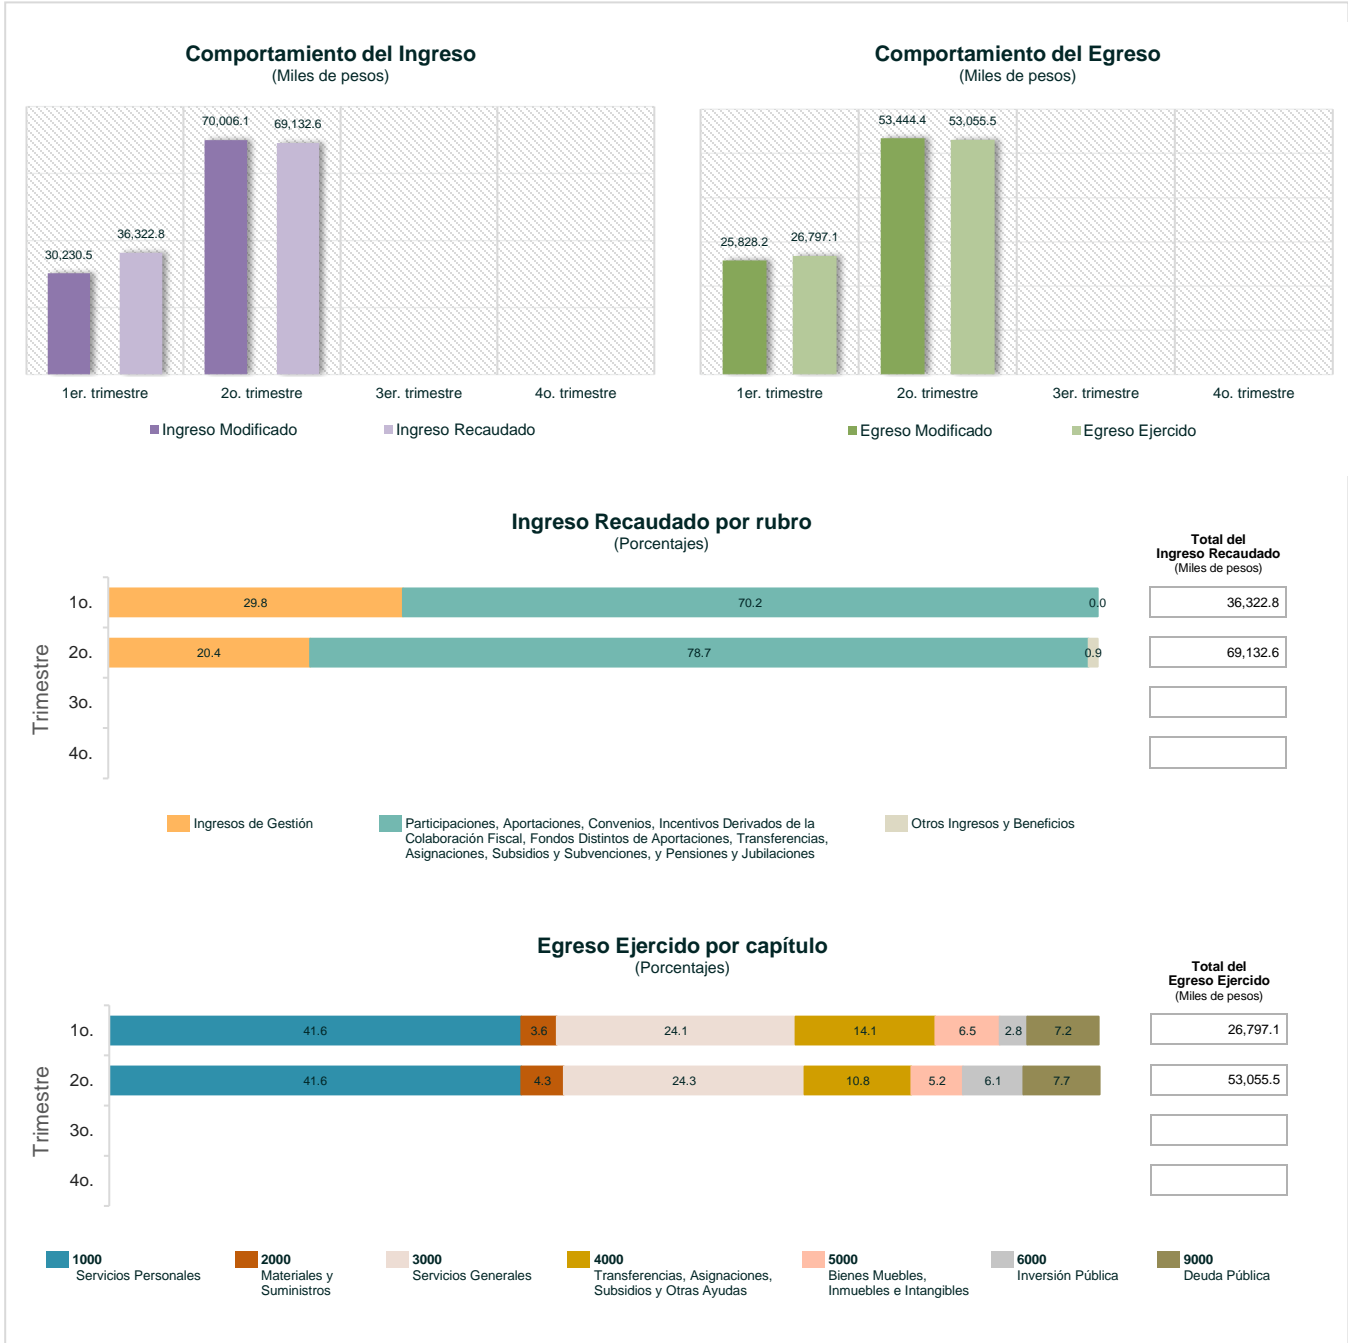 Comportamiento del Ingreso
(Miles de pesos)
70,006.1
69,132.6
36,322.8
30,230.5
1er. trimestre
2o. trimestre
3er. trimestre
4o. trimestre
Ingreso Modificado
Ingreso Recaudado
Comportamiento del Egreso
(Miles de pesos)
53,444.4
53,055.5
25,828.2
26,797.1
1er. trimestre
2o. trimestre
3er. trimestre
4o. trimestre
Egreso Modificado
Egreso Ejercido
Ingreso Recaudado por rubro
(Porcentajes)
Total del
Ingreso Recaudado
(Miles de pesos)
Trimestre
1o.
29.8
70.2
0.0
36,322.8
2o.
20.4
78.7
0.9
69,132.6
3o.
4o.
Ingresos de Gestión
Participaciones, Aportaciones, Convenios, Incentivos Derivados de la
Colaboración Fiscal, Fondos Distintos de Aportaciones, Transferencias,
Asignaciones, Subsidios y Subvenciones, y Pensiones y Jubilaciones
Otros Ingresos y Beneficios
Egreso Ejercido por capítulo
(Porcentajes)
Total del
Egreso Ejercido
(Miles de pesos)
Trimestre
1o.
41.6
3.6
24.1
14.1
6.5
2.8
7.2
26,797.1
2o.
41.6
4.3
24.3
10.8
5.2
6.1
7.7
53,055.5
3o.
4o.
1000
Servicios Personales
2000
Materiales y
Suministros
3000
Servicios Generales
4000
Transferencias, Asignaciones,
Subsidios y Otras Ayudas
5000
Bienes Muebles,
Inmuebles e Intangibles
6000
Inversión Pública
9000
Deuda Pública